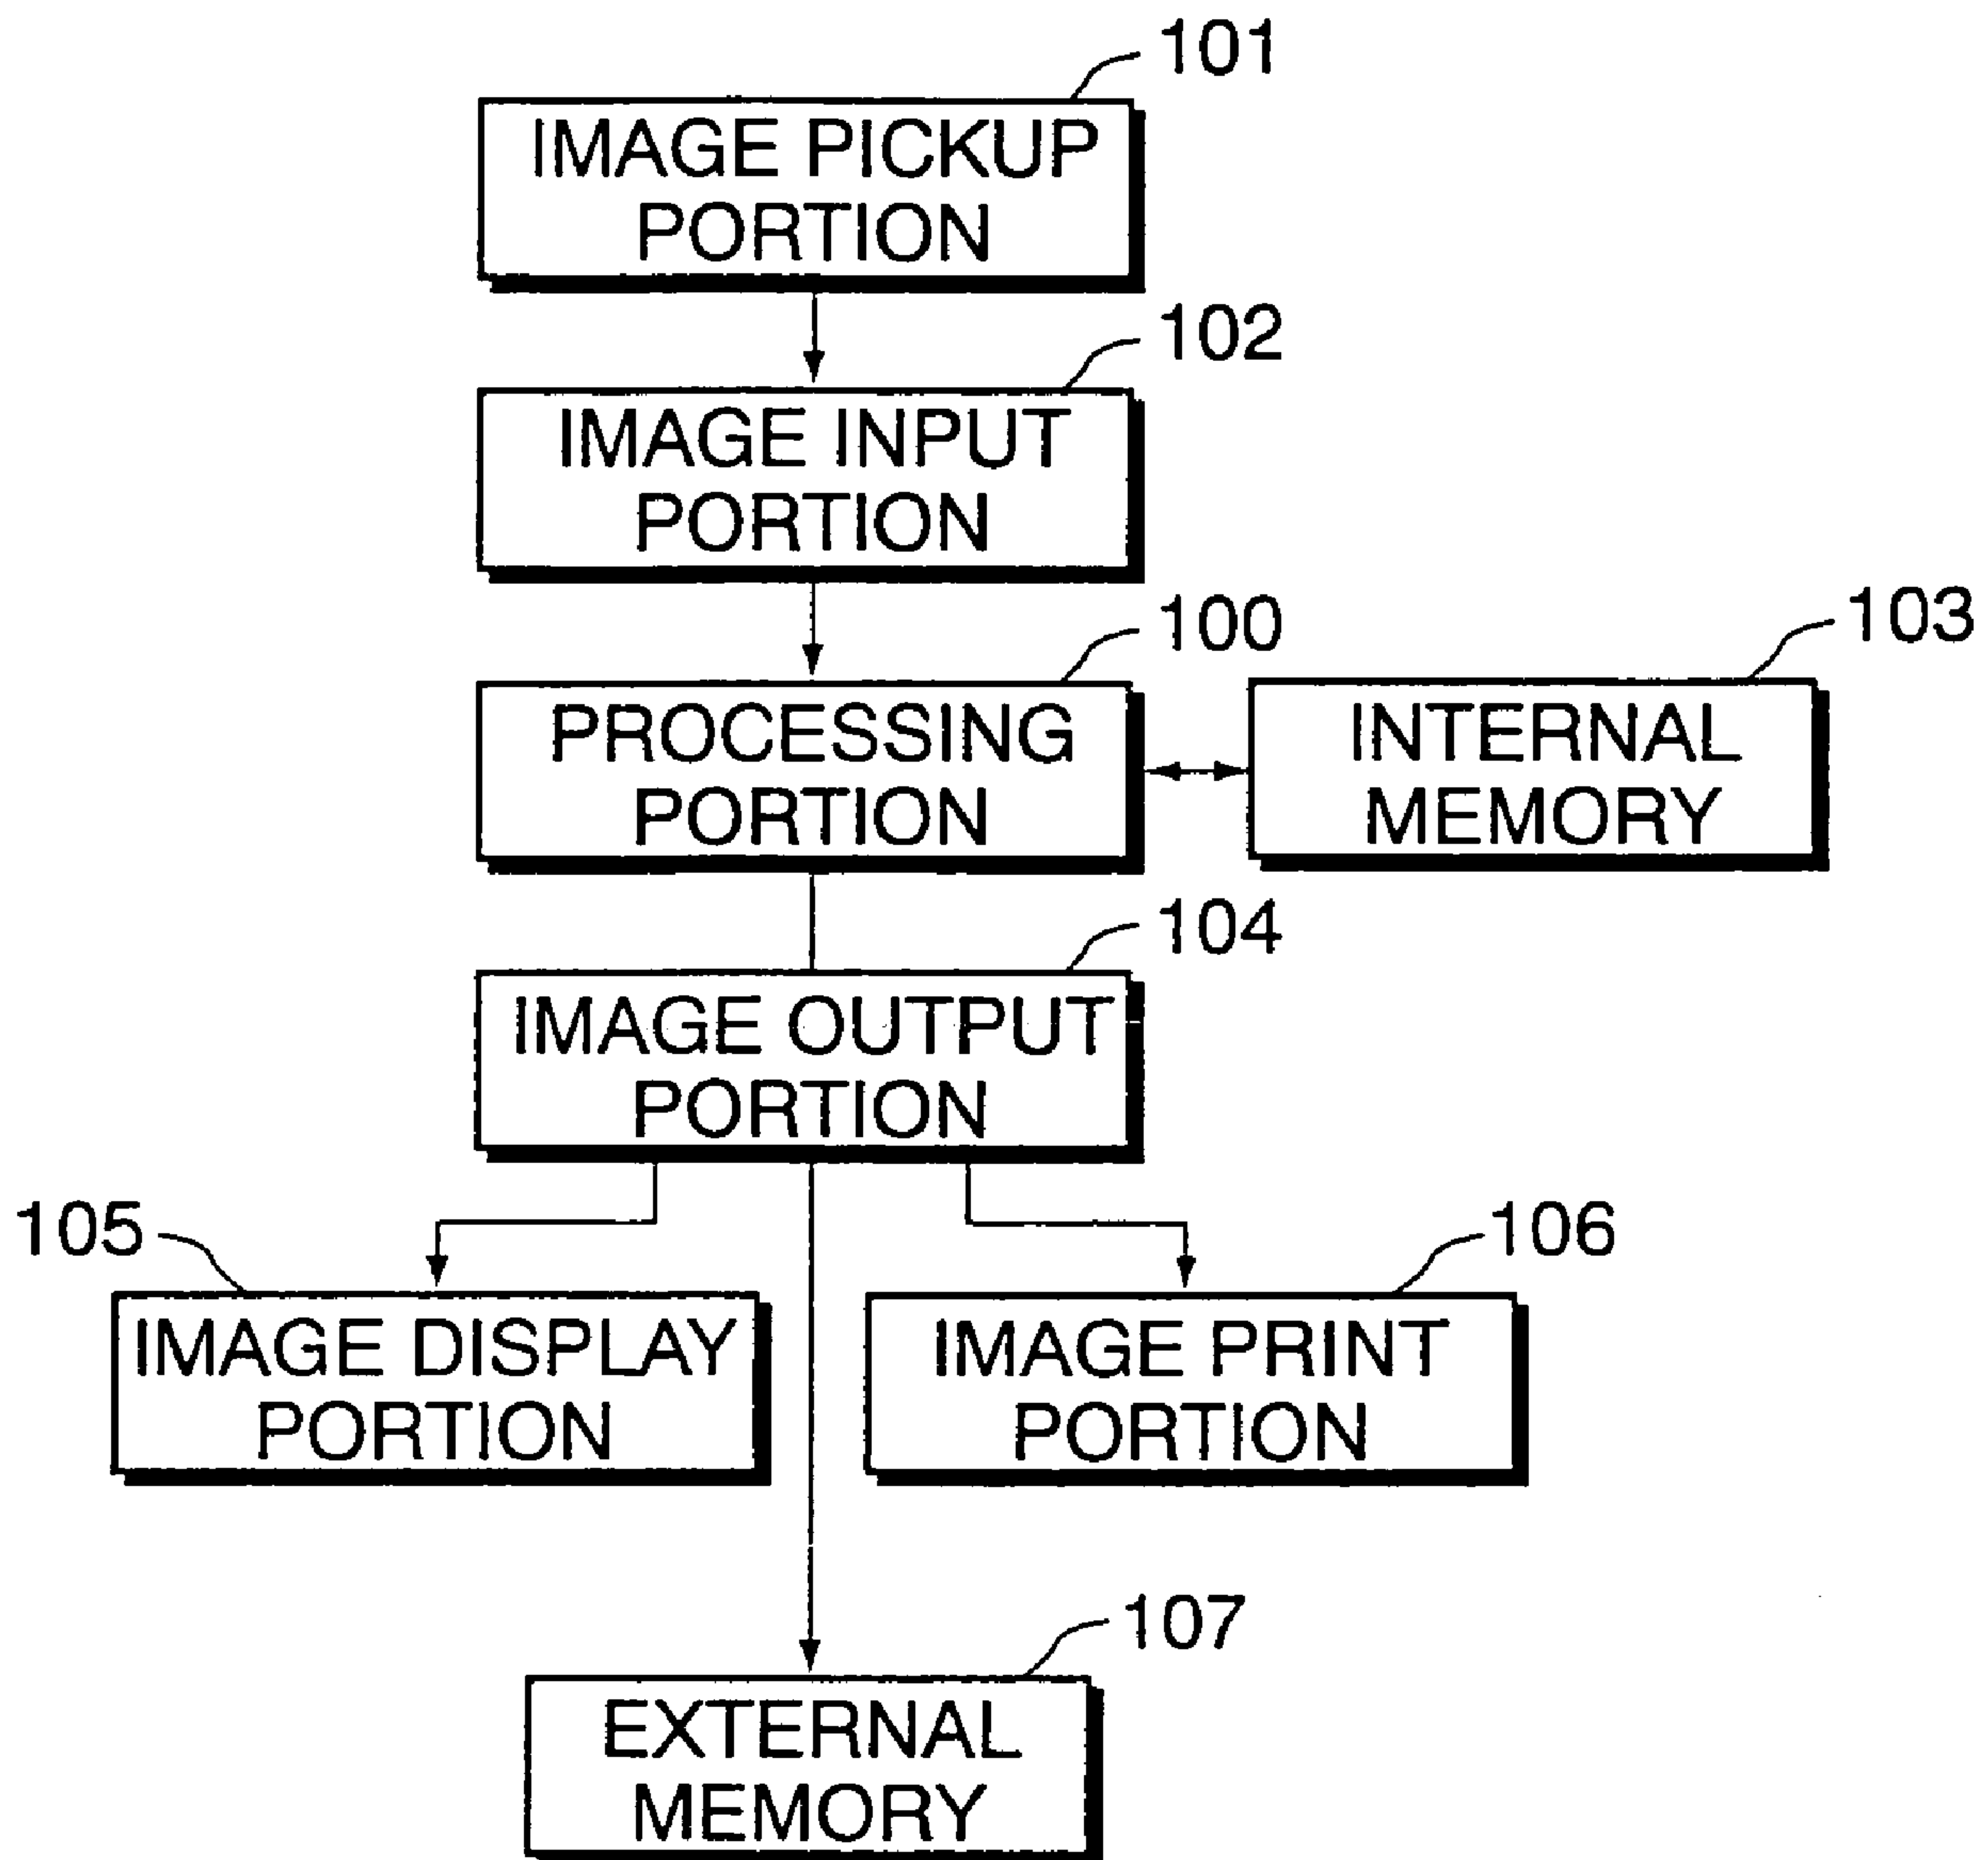 101
IMAGE PICKUP
PORTION
102
IMAGE INPUT
PORTION
100
PROCESSING
PORTION
103
INTERNAL
MEMORY
104
IMAGE OUTPUT
PORTION
105
IMAGE DISPLAY
PORTION
106
IMAGE PRINT
PORTION
107
EXTERNAL
MEMORY